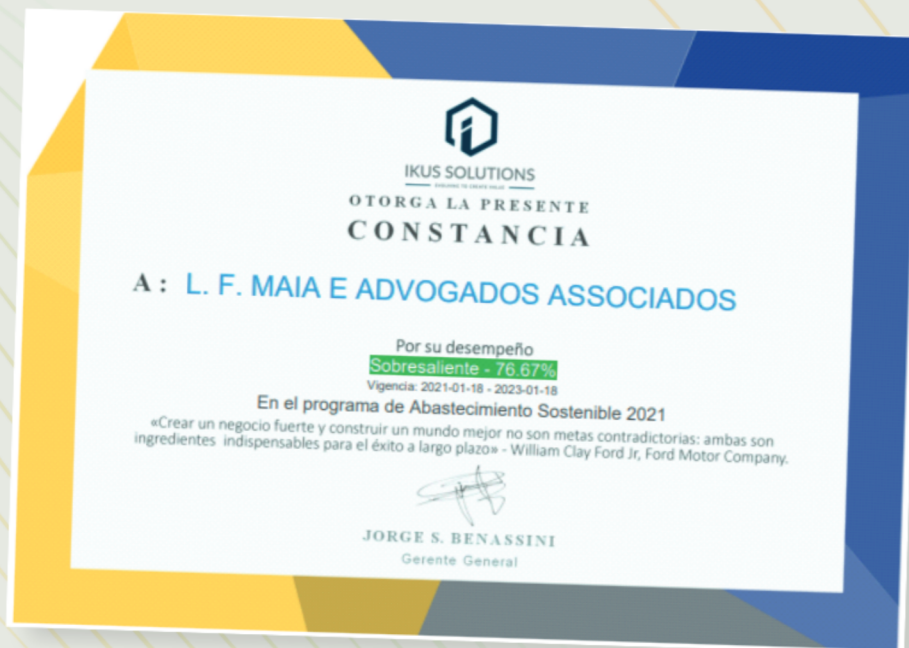 IKUS SOLUTIONS
OTORGA LA PRESENTE
CONSTANCIA
A: L. F. MAIA E ADVOGADOS ASSOCIADOS
Por su desempeño
Sobresaliente - 76.67%
Vigencia: 2021-01-18 - 2023-01-18
En el programa de Abastecimiento Sostenible 2021
«Crear un negocio fuerte y construir un mundo mejor no son metas contradictorias: ambas son
ingredientes indispensables para el éxito a largo plazo» - William Clay Ford Jr, Ford Motor Company.
JORGE S. BENASSINI
Gerente General